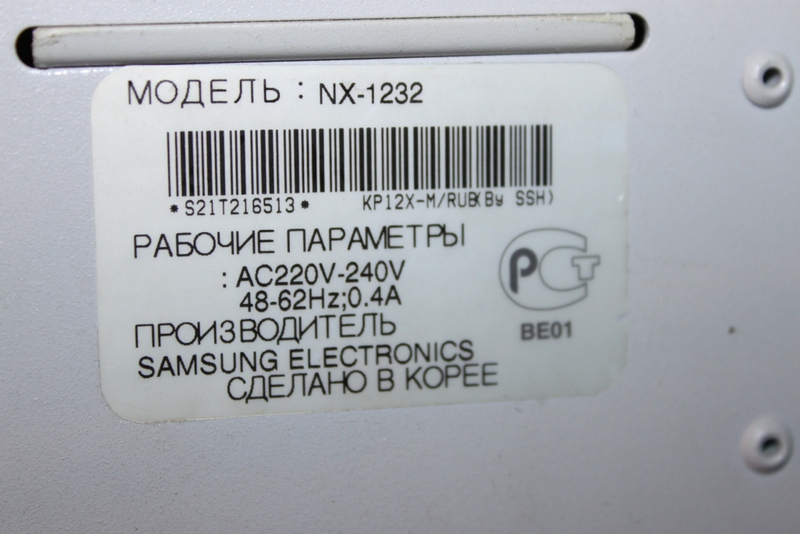 МОДЕЛЬ : NX-1232
*S21T216513* KP12X-M/RUB(By SSH)
РАБОЧИЕ ПАРАМЕТРЫ
: AC220V-240V
48-62Hz;0.4A
РСТ
BE01
ПРОИЗВОДИТЕЛЬ
SAMSUNG ELECTRONICS
СДЕЛАНО В КОРЕЕ